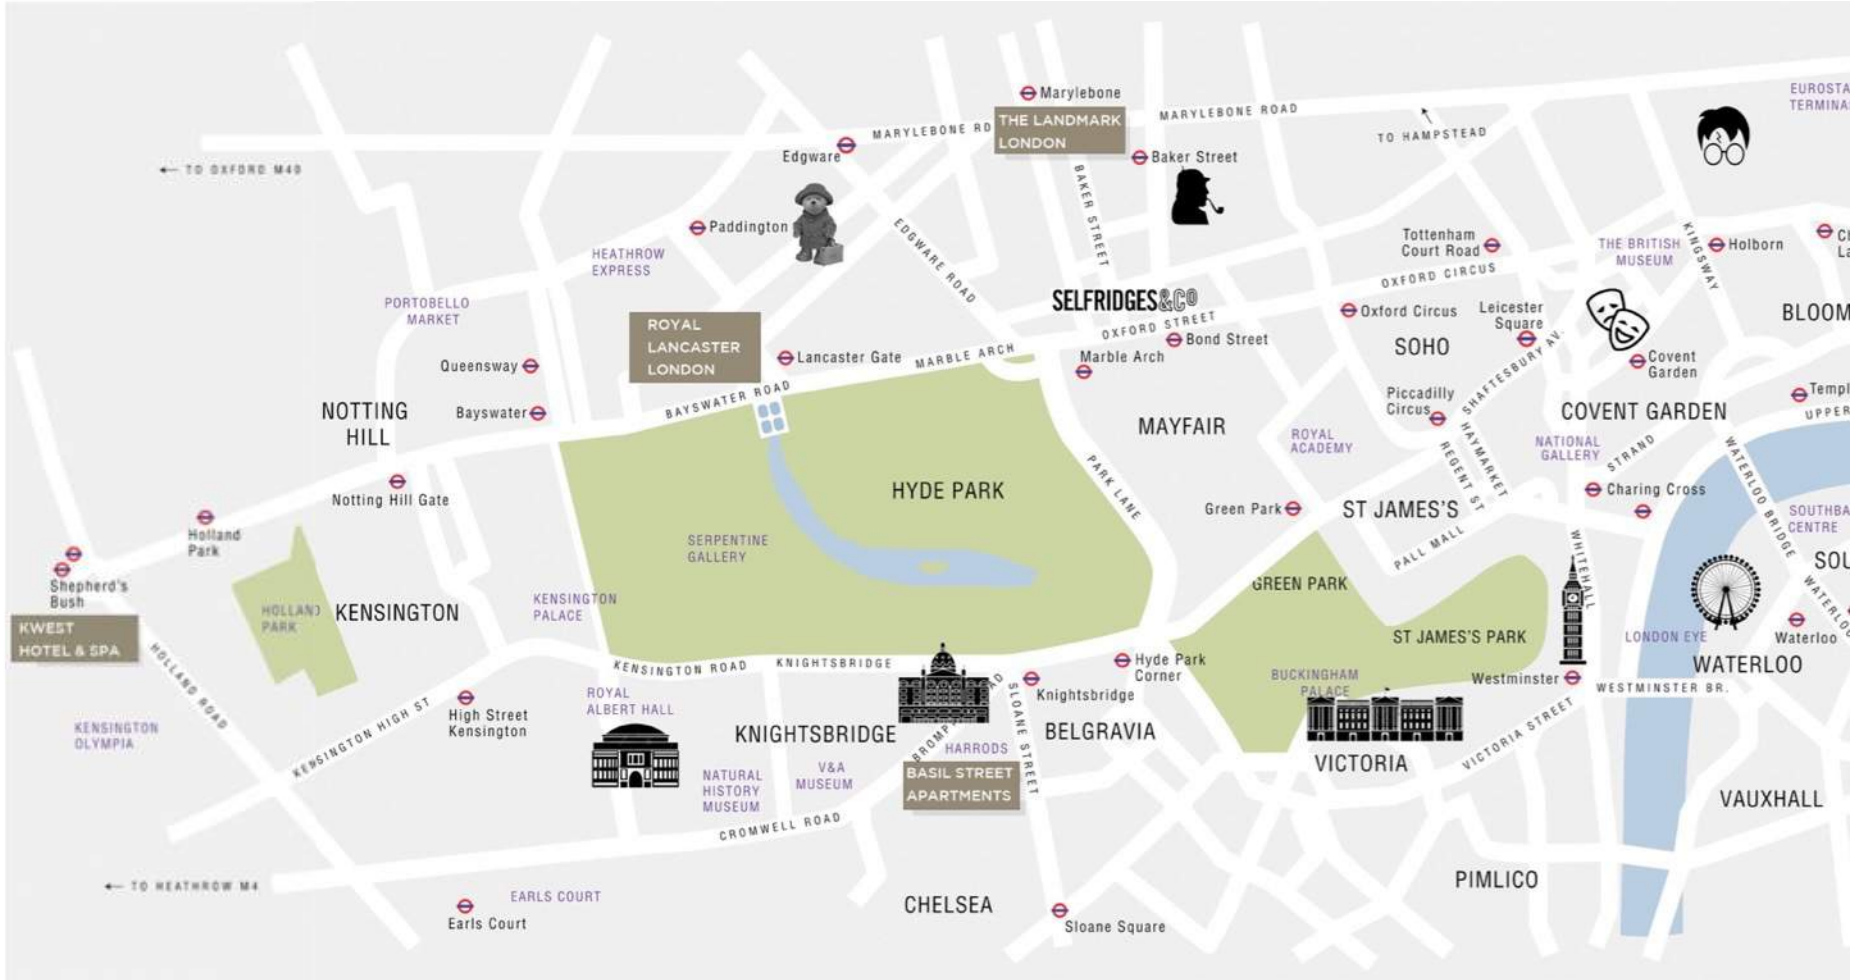 Marylebone
THE LANDMARK
LONDON
MARYLEBONE RD
MARYLEBONE ROAD
TO HAMPSTEAD
EUROSTA
TERMINA
Edgware
Baker Street
BAKER STREET
← TO OXFORD M40
Paddington
EDGWARE ROAD
HEATHROW
EXPRESS
Tottenham
Court Road
OXFORD CIRCUS
THE BRITISH
MUSEUM
KINGSWAY
Holborn
PORTOBELLO
MARKET
SELFRIDGES&CO
OXFORD STREET
Oxford Circus
Leicester
Square
BLOOM
ROYAL
LANCASTER
LONDON
Lancaster Gate
MARBLE ARCH
Marble Arch
Bond Street
SOHO
SHAFTESBURY AV.
Covent
Garden
Queensway
Bayswater
BAYSWATER ROAD
NOTTING
HILL
MAYFAIR
Piccadilly
Circus
COVENT GARDEN
Templ
UPPER
ROYAL
ACADEMY
HAYMARKET
REGENT ST
NATIONAL
GALLERY
STRAND
WATERLOO BRIDGE
Notting Hill Gate
HYDE PARK
PARK LANE
Green Park
ST JAMES'S
Charing Cross
SOUTHBA
CENTRE
Holland
Park
SERPENTINE
GALLERY
PALL MALL
WHITEHALL
SOU
Shepherd's
Bush
KWEST
HOTEL & SPA
HOLLAND
PARK
KENSINGTON
KENSINGTON
PALACE
GREEN PARK
ST JAMES'S PARK
LONDON EYE
Waterloo
WATERLOO
WATERLOO
HOLLAND ROAD
KENSINGTON ROAD
KNIGHTSBRIDGE
Hyde Park
Corner
BUCKINGHAM
PALACE
Westminster
WESTMINSTER BR.
KENSINGTON
OLYMPIA
KENSINGTON HIGH ST
High Street
Kensington
ROYAL
ALBERT HALL
KNIGHTSBRIDGE
Knightsbridge
SLOANE STREET
BELGRAVIA
HARRODS
BASIL STREET
APARTMENTS
VICTORIA
VICTORIA STREET
NATURAL
HISTORY
MUSEUM
V&A
MUSEUM
CROMWELL ROAD
VAUXHALL
← TO HEATHROW M4
EARLS COURT
Earls Court
CHELSEA
Sloane Square
PIMLICO